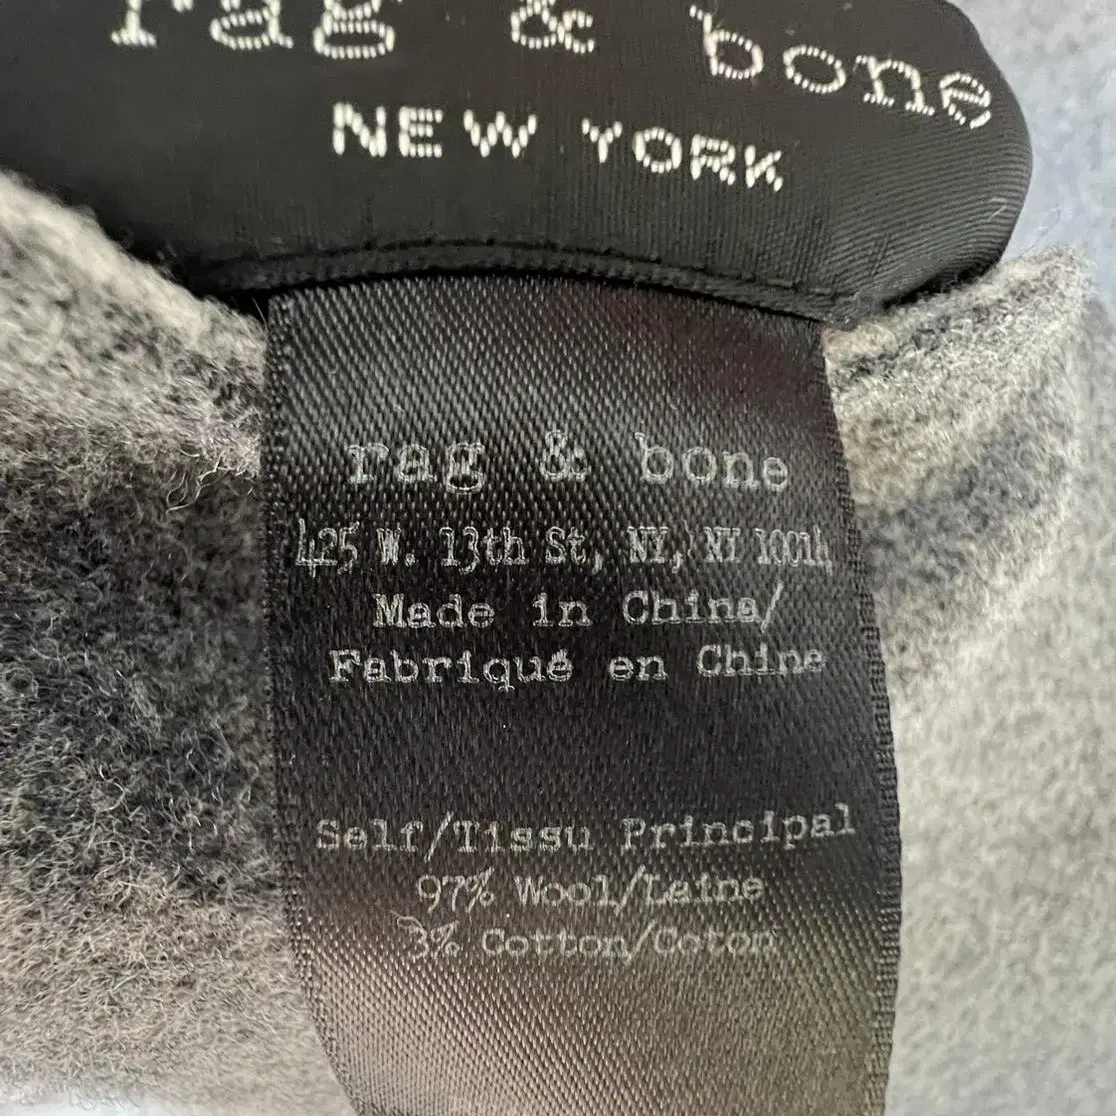 rag & bone
NEW YORK
rag & bone
425 W. 13th St, NY, NY 10014
Made in China/
Fabriqué en Chine
Self/Tissu Principal
97% Wool/Laine
3% Cotton/Coton